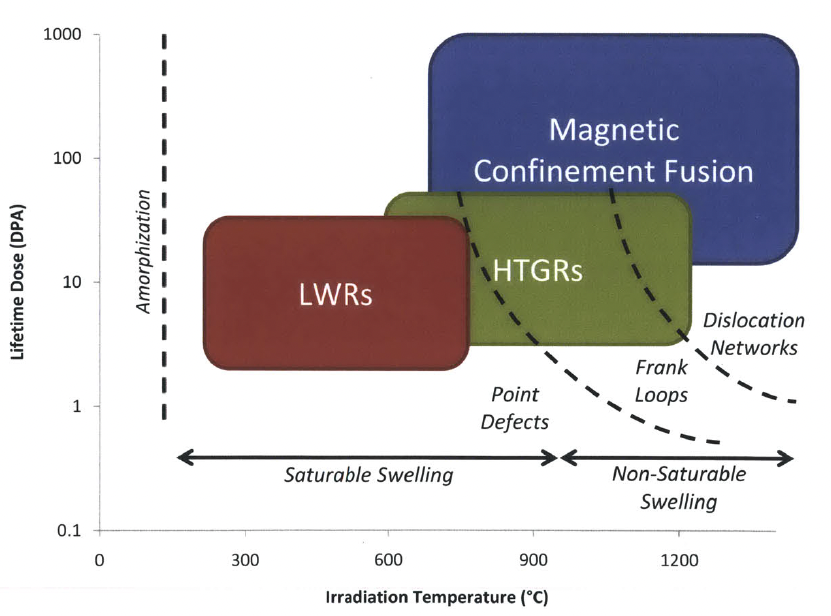 1000
100
10
1
0.1
Lifetime Dose (DPA)
Amorphization
Magnetic
Confinement Fusion
HTGRs
LWRs
Dislocation
Networks
Frank
Loops
Point
Defects
Saturable Swelling
Non-Saturable
Swelling
0
300
600
900
1200
Irradiation Temperature (°C)